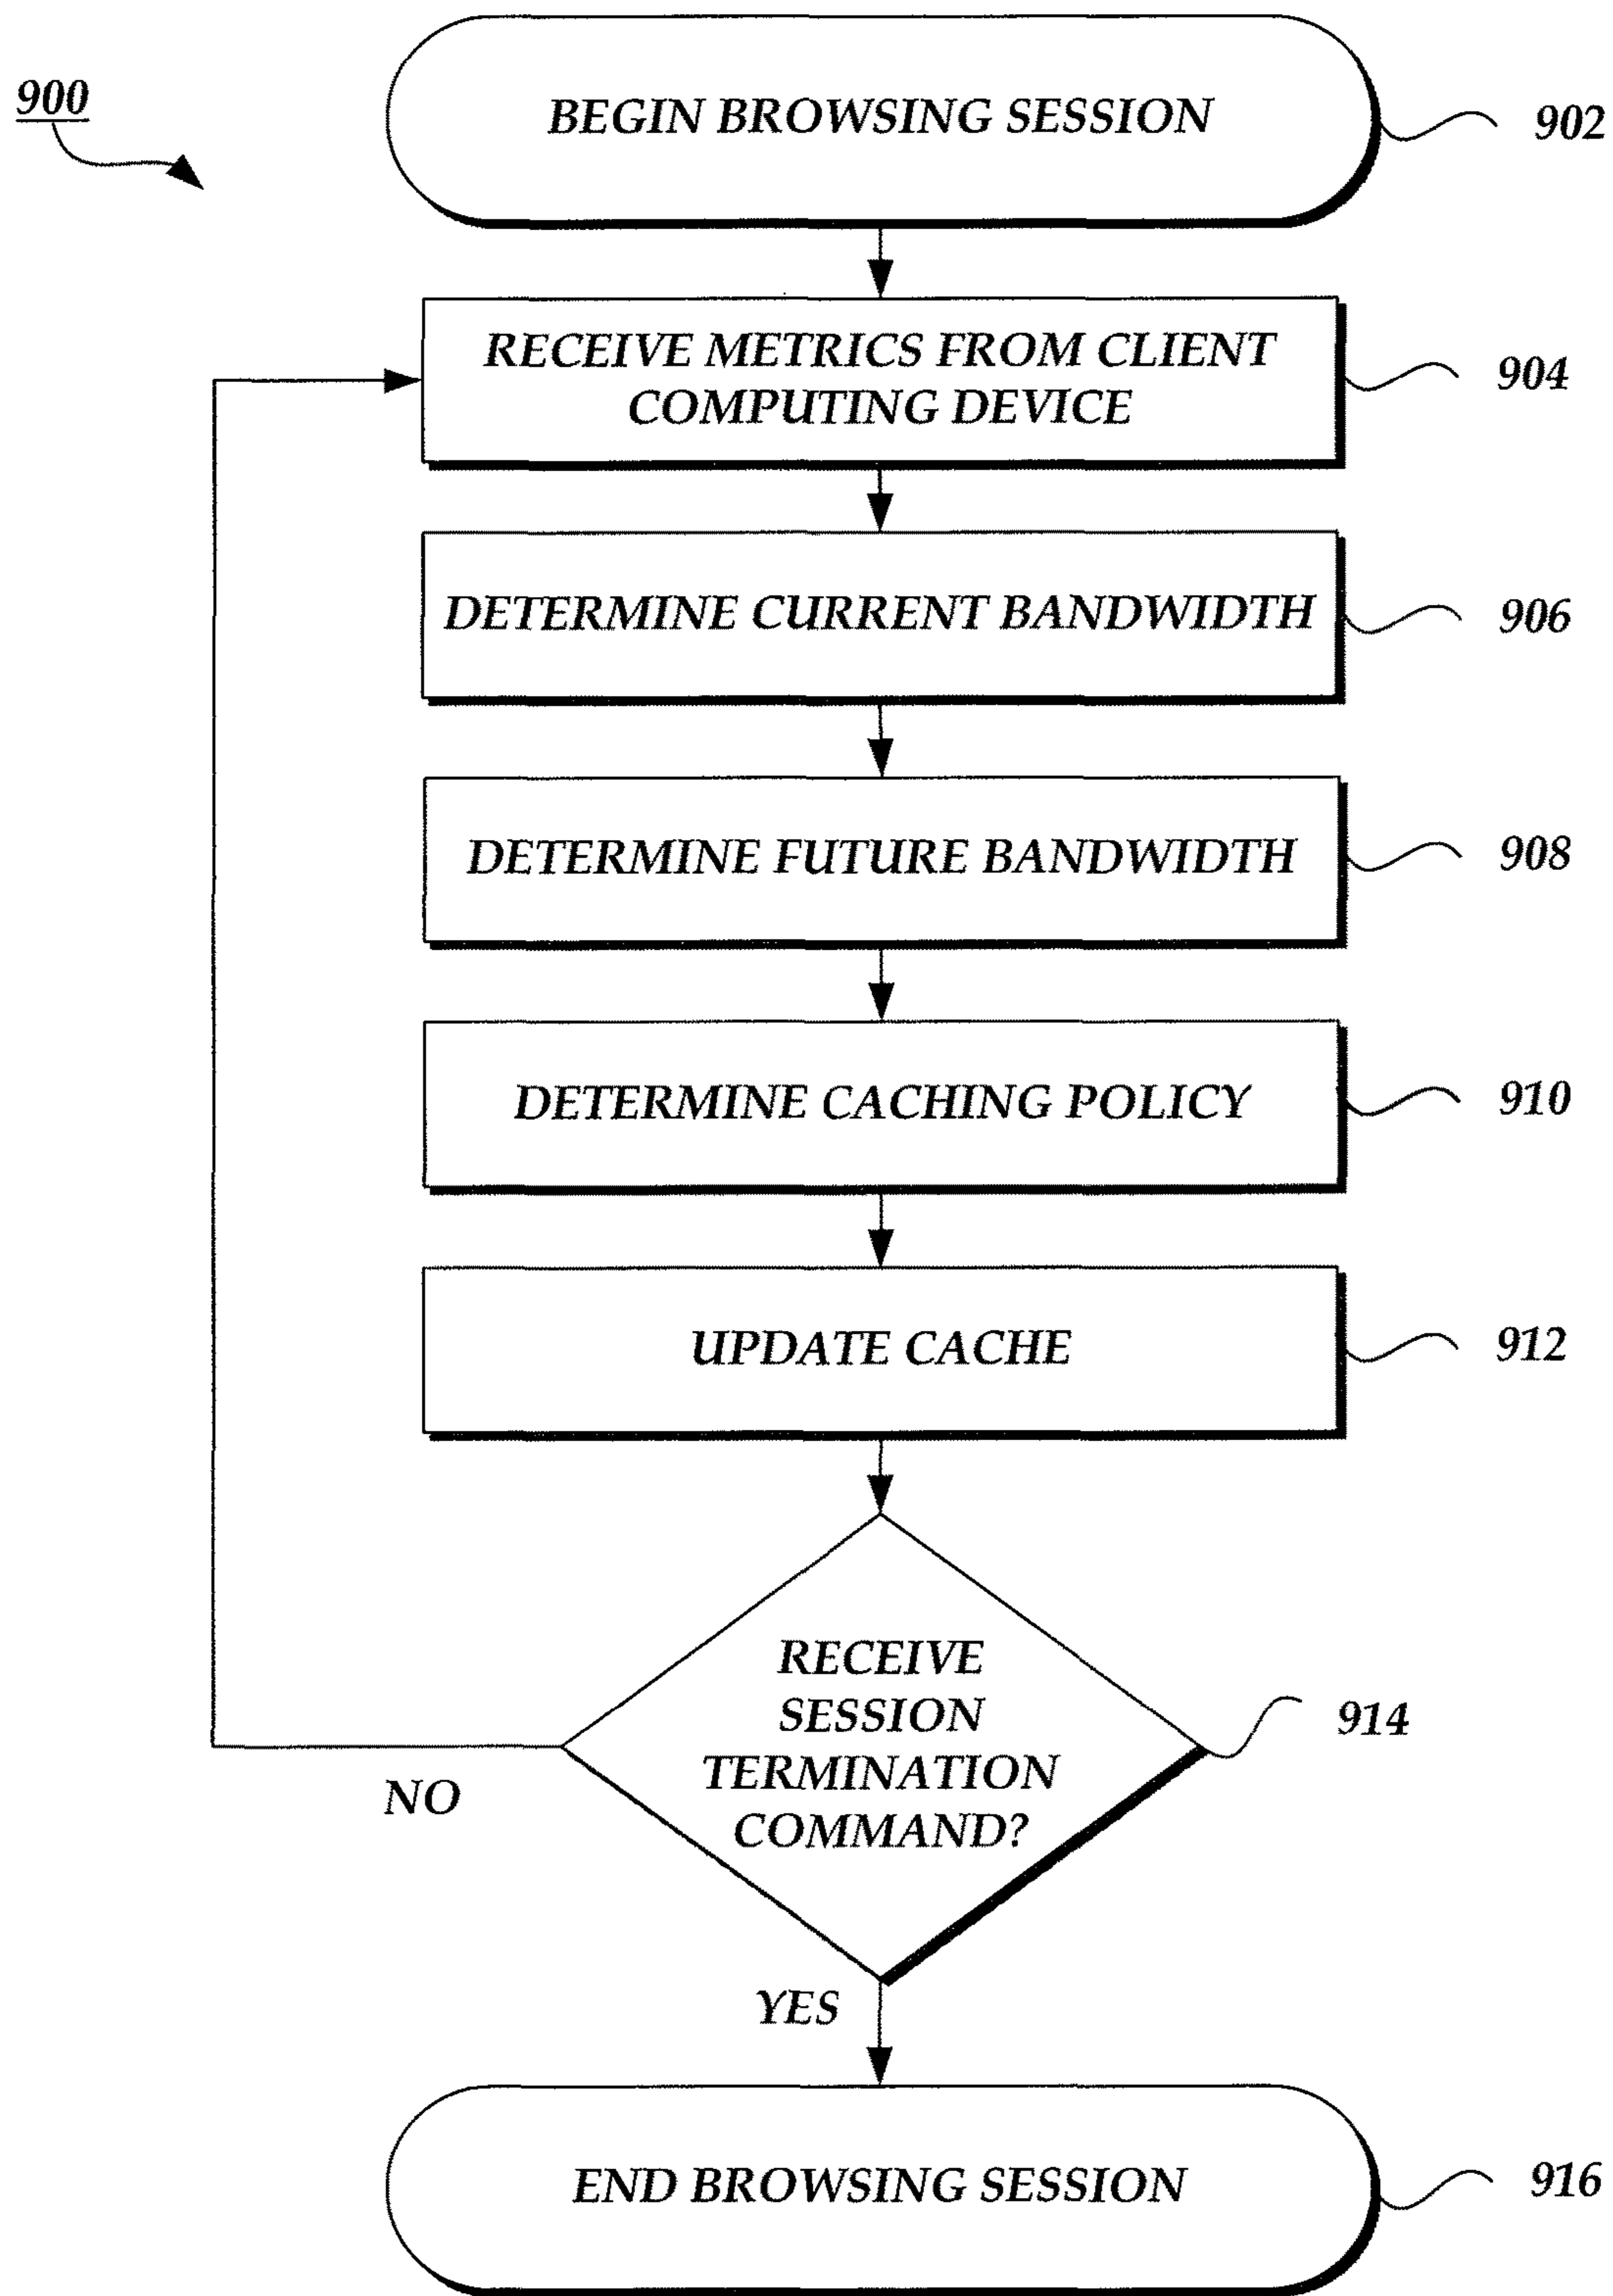 900
BEGIN BROWSING SESSION
902
RECEIVE METRICS FROM CLIENT
COMPUTING DEVICE
904
DETERMINE CURRENT BANDWIDTH
906
DETERMINE FUTURE BANDWIDTH
908
DETERMINE CACHING POLICY
910
UPDATE CACHE
912
RECEIVE
SESSION
TERMINATION
COMMAND?
914
NO
YES
END BROWSING SESSION
916